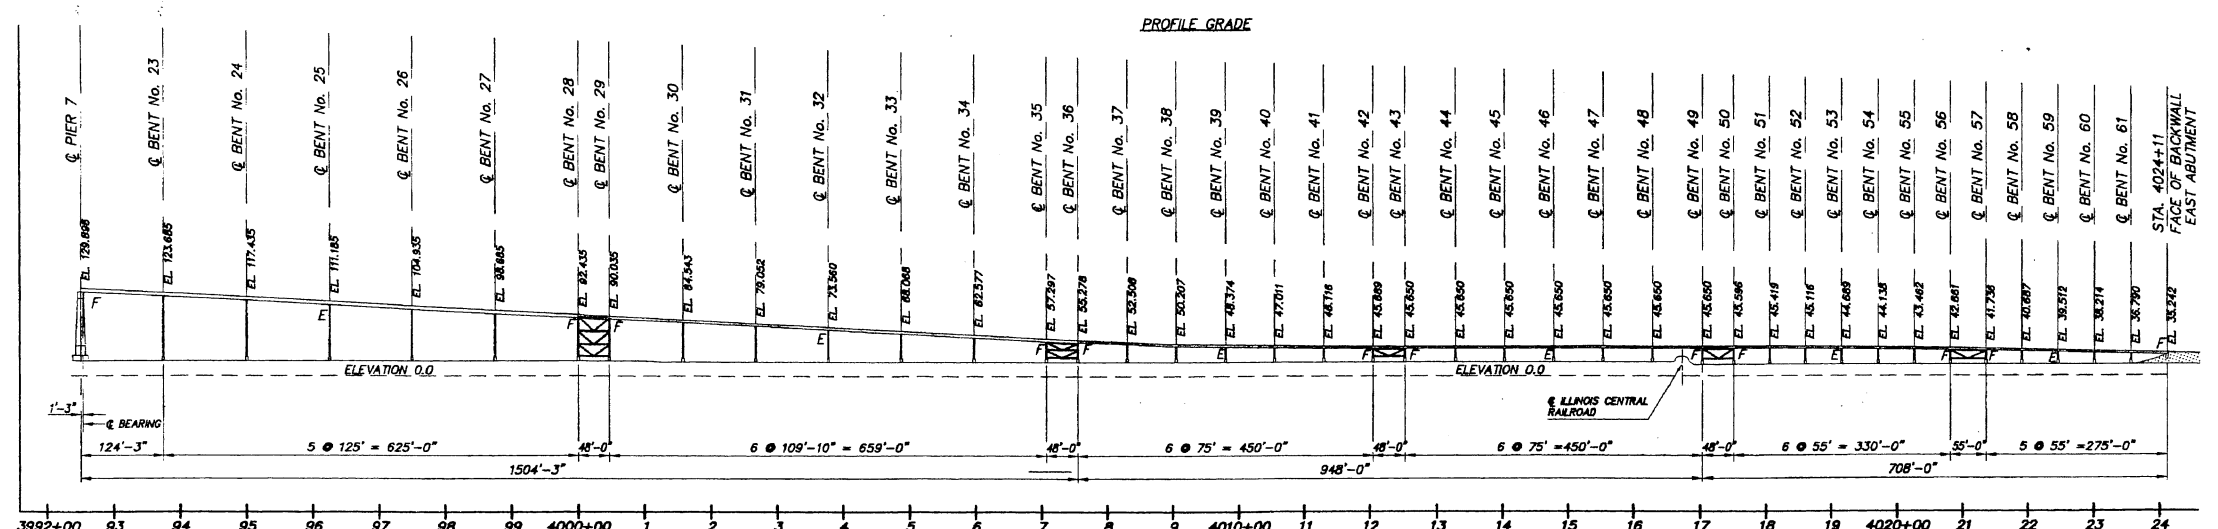 PROFILE GRADE
℄ PIER 7
℄ BENT No. 23
℄ BENT No. 24
℄ BENT No. 25
℄ BENT No. 26
℄ BENT No. 27
℄ BENT No. 28
℄ BENT No. 29
℄ BENT No. 30
℄ BENT No. 31
℄ BENT No. 32
℄ BENT No. 33
℄ BENT No. 34
℄ BENT No. 35
℄ BENT No. 36
℄ BENT No. 37
℄ BENT No. 38
℄ BENT No. 39
℄ BENT No. 40
℄ BENT No. 41
℄ BENT No. 42
℄ BENT No. 43
℄ BENT No. 44
℄ BENT No. 45
℄ BENT No. 46
℄ BENT No. 47
℄ BENT No. 48
℄ BENT No. 49
℄ BENT No. 50
℄ BENT No. 51
℄ BENT No. 52
℄ BENT No. 53
℄ BENT No. 54
℄ BENT No. 55
℄ BENT No. 56
℄ BENT No. 57
℄ BENT No. 58
℄ BENT No. 59
℄ BENT No. 60
℄ BENT No. 61
STA. 4024+11
FACE OF BACKWALL
EAST ABUTMENT
EL. 129.898
EL. 123.685
EL. 117.435
EL. 111.185
EL. 104.935
EL. 98.685
EL. 92.435
EL. 90.035
EL. 84.543
EL. 79.052
EL. 73.560
EL. 68.068
EL. 62.577
EL. 57.297
EL. 55.278
EL. 52.508
EL. 50.207
EL. 48.374
EL. 47.011
EL. 46.116
EL. 45.689
EL. 45.650
EL. 45.650
EL. 45.650
EL. 45.650
EL. 45.650
EL. 45.650
EL. 45.650
EL. 45.596
EL. 45.419
EL. 45.116
EL. 44.689
EL. 44.138
EL. 43.462
EL. 42.661
EL. 41.736
EL. 40.687
EL. 39.512
EL. 38.214
EL. 36.790
EL. 35.242
F E F F E F F E F F E F F E F F E F
ELEVATION 0.0
ELEVATION 0.0
℄ ILLINOIS CENTRAL
RAILROAD
1'-3"
℄ BEARING
124'-3" 5 @ 125' = 625'-0" 48'-0" 6 @ 109'-10" = 659'-0" 48'-0" 6 @ 75' = 450'-0" 48'-0" 6 @ 75' =450'-0" 48'-0" 6 @ 55' = 330'-0" 55'-0" 5 @ 55' =275'-0"
1504'-3" 948'-0" 708'-0"
3992+00 93 94 95 96 97 98 99 4000+00 1 2 3 4 5 6 7 8 9 4010+00 11 12 13 14 15 16 17 18 19 4020+00 21 22 23 24